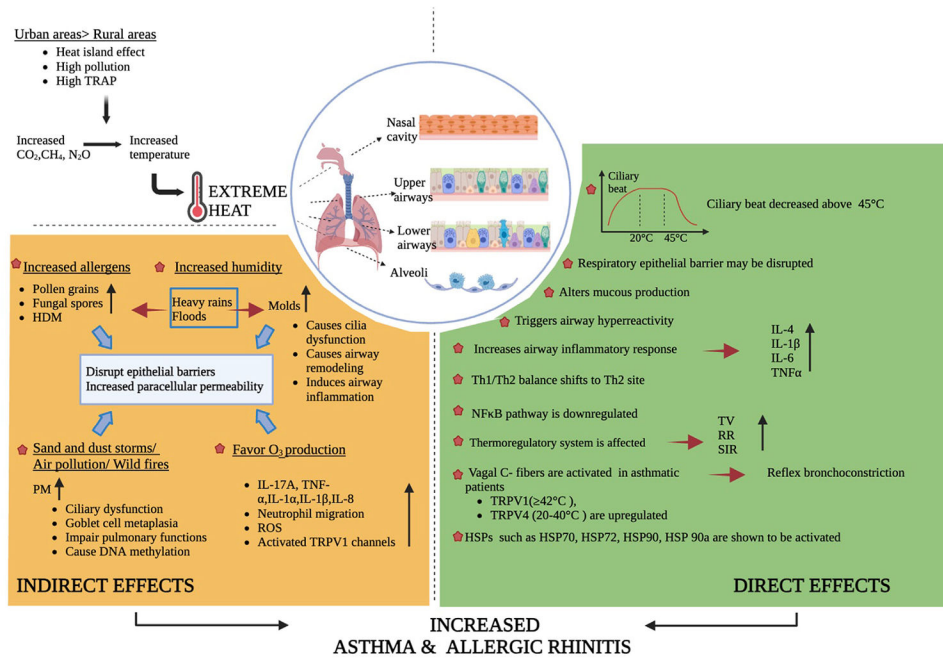 Urban areas> Rural areas
• Heat island effect
• High pollution
• High TRAP
Increased
CO₂,CH₄, N₂O
Increased
temperature
EXTREME
HEAT
Nasal
cavity
Upper
airways
Lower
airways
Alveoli
Increased allergens
• Pollen grains
• Fungal spores
• HDM
Increased humidity
Heavy rains
Floods
Molds
• Causes cilia
dysfunction
• Causes airway
remodeling
• Induces airway
inflammation
Disrupt epithelial barriers
Increased paracellular permeability
Sand and dust storms/
Air pollution/ Wild fires
PM
• Ciliary dysfunction
• Goblet cell metaplasia
• Impair pulmonary functions
• Cause DNA methylation
Favor O₃ production
• IL-17A, TNF-
α,IL-1α,IL-1β,IL-8
• Neutrophil migration
• ROS
• Activated TRPV1 channels
INDIRECT EFFECTS
Ciliary
beat
20°C 45°C
Ciliary beat decreased above 45°C
Respiratory epithelial barrier may be disrupted
Alters mucous production
Triggers airway hyperreactivity
Increases airway inflammatory response
IL-4
IL-1β
IL-6
TNFα
Th1/Th2 balance shifts to Th2 site
NFκB pathway is downregulated
Thermoregulatory system is affected
TV
RR
SIR
Vagal C- fibers are activated in asthmatic
patients
Reflex bronchoconstriction
• TRPV1(≥42°C ),
• TRPV4 (20-40°C ) are upregulated
HSPs such as HSP70, HSP72, HSP90, HSP 90a are shown to be activated
DIRECT EFFECTS
INCREASED
ASTHMA & ALLERGIC RHINITIS